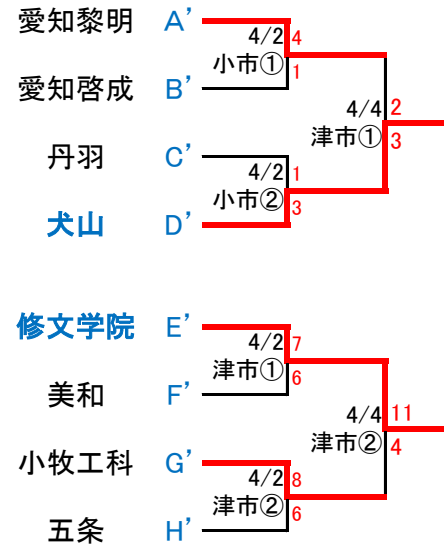 愛知黎明 A’
4/2 4
小市① 1
愛知啓成 B’
4/4 2
津市① 3
丹羽 C’
4/2 1
小市② 3
犬山 D’
修文学院 E’
4/2 7
津市① 6
美和 F’
4/4 11
津市② 4
小牧工科 G’
4/2 8
津市② 6
五条 H’